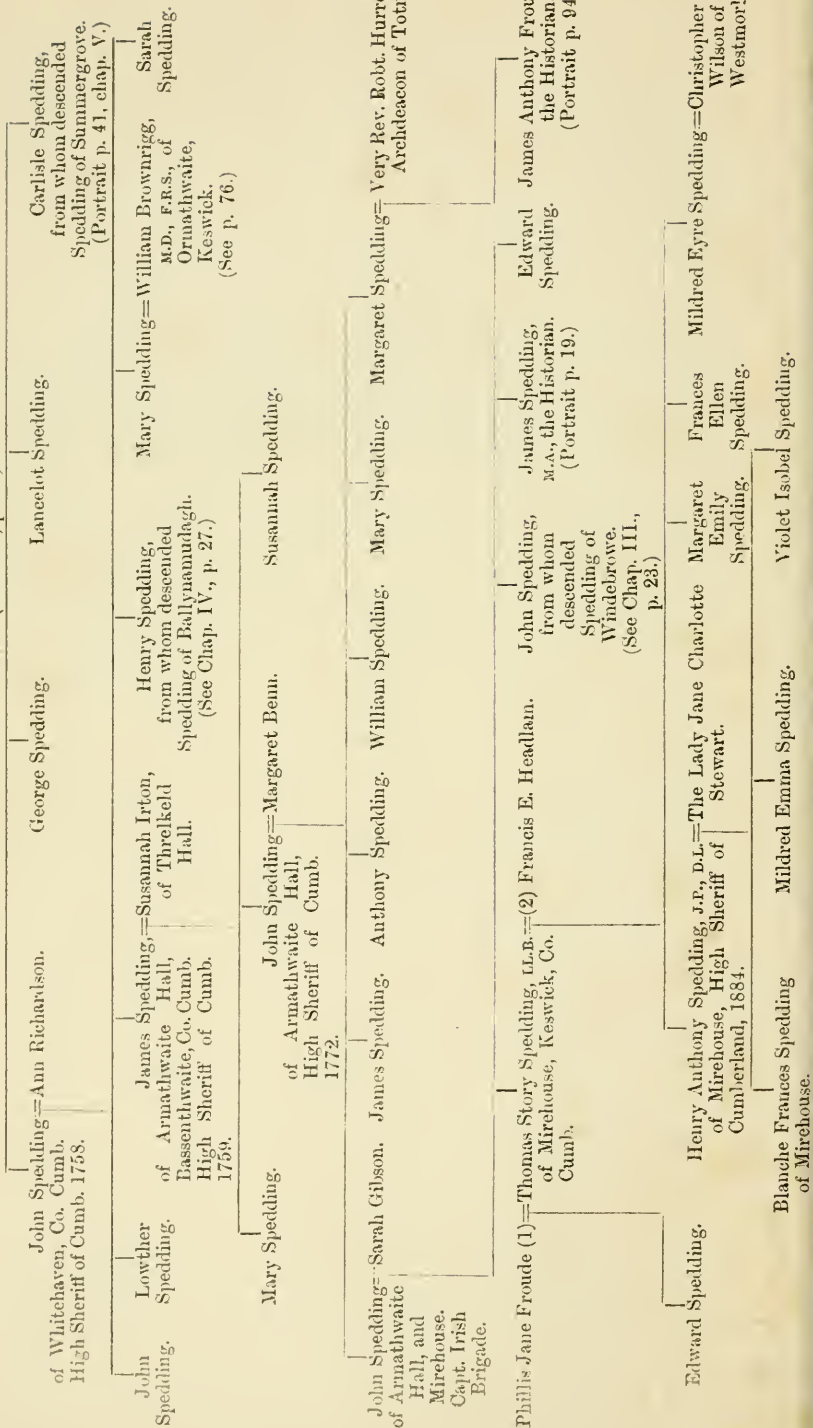 John Spedding=Ann Richardson.
of Whitehaven, Co. Cumb.
High Sheriff of Cumb. 1758.
George Spedding.
Lancelot Spedding.
Carlisle Spedding,
from whom descended
Spedding of Summergrove.
(Portrait p. 41, chap. V.)
John
Spedding.
Lowther
Spedding.
James Spedding,=Susannah Irton,
of Armathwaite Hall,
of Threlkeld
Bassenthwaite, Co. Cumb.
Hall.
High Sheriff of Cumb.
1759.
Henry Spedding,
from whom descended
Spedding of Ballynamudagh.
(See Chap. IV., p. 27.)
Mary Spedding=William Brownrigg,
M.D., F.R.S., of
Ormathwaite,
Keswick.
(See p. 76.)
Sarah
Spedding.
Mary Spedding.
John Spedding=Margaret Benn.
of Armathwaite Hall,
High Sheriff of Cumb.
1772.
Susannah Spedding.
John Spedding=Sarah Gibson.
of Armathwaite
Hall, and
Mirehouse.
Capt. Irish
Brigade.
James Spedding.
Anthony Spedding.
William Spedding.
Mary Spedding.
Margaret Spedding=Very Rev. Robt. Hurre
Archdeacon of Totn
Phillis Jane Froude (1)=Thomas Story Spedding, LL.B.=(2) Francis E. Headlam.
of Mirehouse, Keswick, Co.
Cumb.
John Spedding,
from whom
descended
Spedding of
Windebrowe.
(See Chap. III.,
p. 23.)
James Spedding,
M.A., the Historian.
(Portrait p. 19.)
Edward
Spedding.
James Anthony Frou
the Historian
(Portrait p. 94
Edward Spedding.
Henry Anthony Spedding, J.P., D.L.=The Lady Jane Charlotte
of Mirehouse, High Sheriff of
Stewart.
Cumberland, 1884.
Margaret
Emily
Spedding.
Frances
Ellen
Spedding.
Mildred Eyre Spedding=Christopher
Wilson of
Westmorl
Blanche Frances Spedding
of Mirehouse.
Mildred Emma Spedding.
Violet Isobel Spedding.